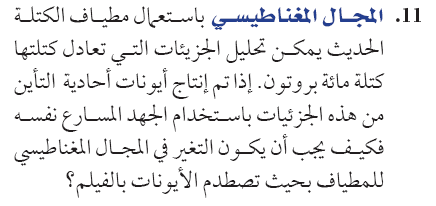 11. المجال المغناطيسي باستعمال مطياف الكتلة
الحديث يمكن تحليل الجزيئات التي تعادل كتلتها
كتلة مائة بروتون. إذا تم إنتاج أيونات أحادية التأين
من هذه الجزئيات باستخدام الجهد المسارع نفسه
فكيف يجب أن يكون التغير في المجال المغناطيسي
للمطياف بحيث تصطدم الأيونات بالفيلم؟